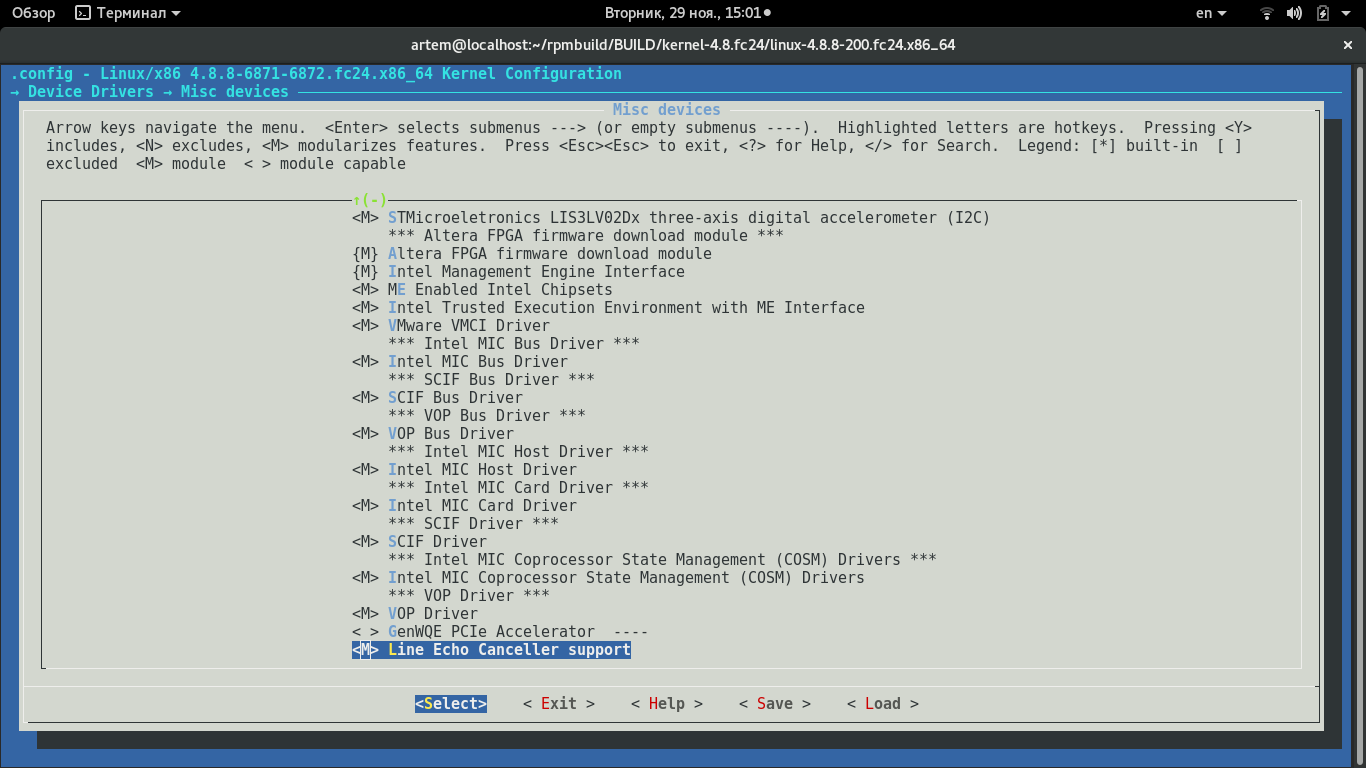 Обзор Терминал Вторник, 29 ноя., 15:01 en
artem@localhost:~/rpmbuild/BUILD/kernel-4.8.fc24/linux-4.8.8-200.fc24.x86_64 ×
.config - Linux/x86 4.8.8-6871-6872.fc24.x86_64 Kernel Configuration
→ Device Drivers → Misc devices
Misc devices
Arrow keys navigate the menu.  <Enter> selects submenus ---> (or empty submenus ----).  Highlighted letters are hotkeys.  Pressing <Y>
includes, <N> excludes, <M> modularizes features.  Press <Esc><Esc> to exit, <?> for Help, </> for Search.  Legend: [*] built-in  [ ]
excluded  <M> module  < > module capable
↑(-)
<M> STMicroeletronics LIS3LV02Dx three-axis digital accelerometer (I2C)
*** Altera FPGA firmware download module ***
{M} Altera FPGA firmware download module
{M} Intel Management Engine Interface
<M> ME Enabled Intel Chipsets
<M> Intel Trusted Execution Environment with ME Interface
<M> VMware VMCI Driver
*** Intel MIC Bus Driver ***
<M> Intel MIC Bus Driver
*** SCIF Bus Driver ***
<M> SCIF Bus Driver
*** VOP Bus Driver ***
<M> VOP Bus Driver
*** Intel MIC Host Driver ***
<M> Intel MIC Host Driver
*** Intel MIC Card Driver ***
<M> Intel MIC Card Driver
*** SCIF Driver ***
<M> SCIF Driver
*** Intel MIC Coprocessor State Management (COSM) Drivers ***
<M> Intel MIC Coprocessor State Management (COSM) Drivers
*** VOP Driver ***
<M> VOP Driver
< > GenWQE PCIe Accelerator  ----
<M> Line Echo Canceller support
<Select> < Exit > < Help > < Save > < Load >